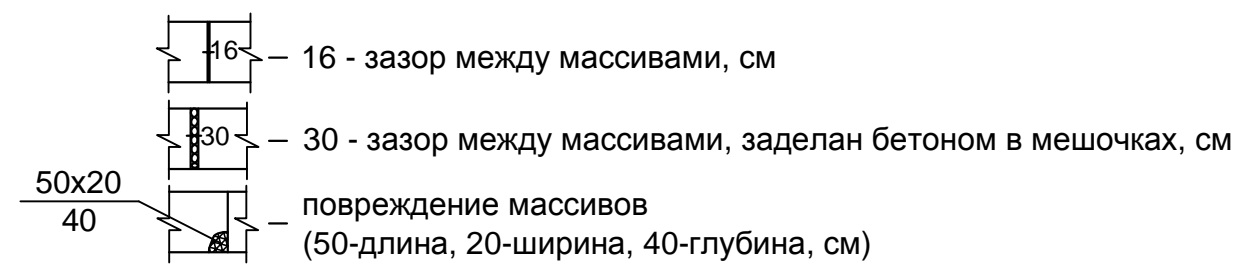 16 – 16 - зазор между массивами, см
30 – 30 - зазор между массивами, заделан бетоном в мешочках, см
50x20
40
– повреждение массивов
(50-длина, 20-ширина, 40-глубина, см)